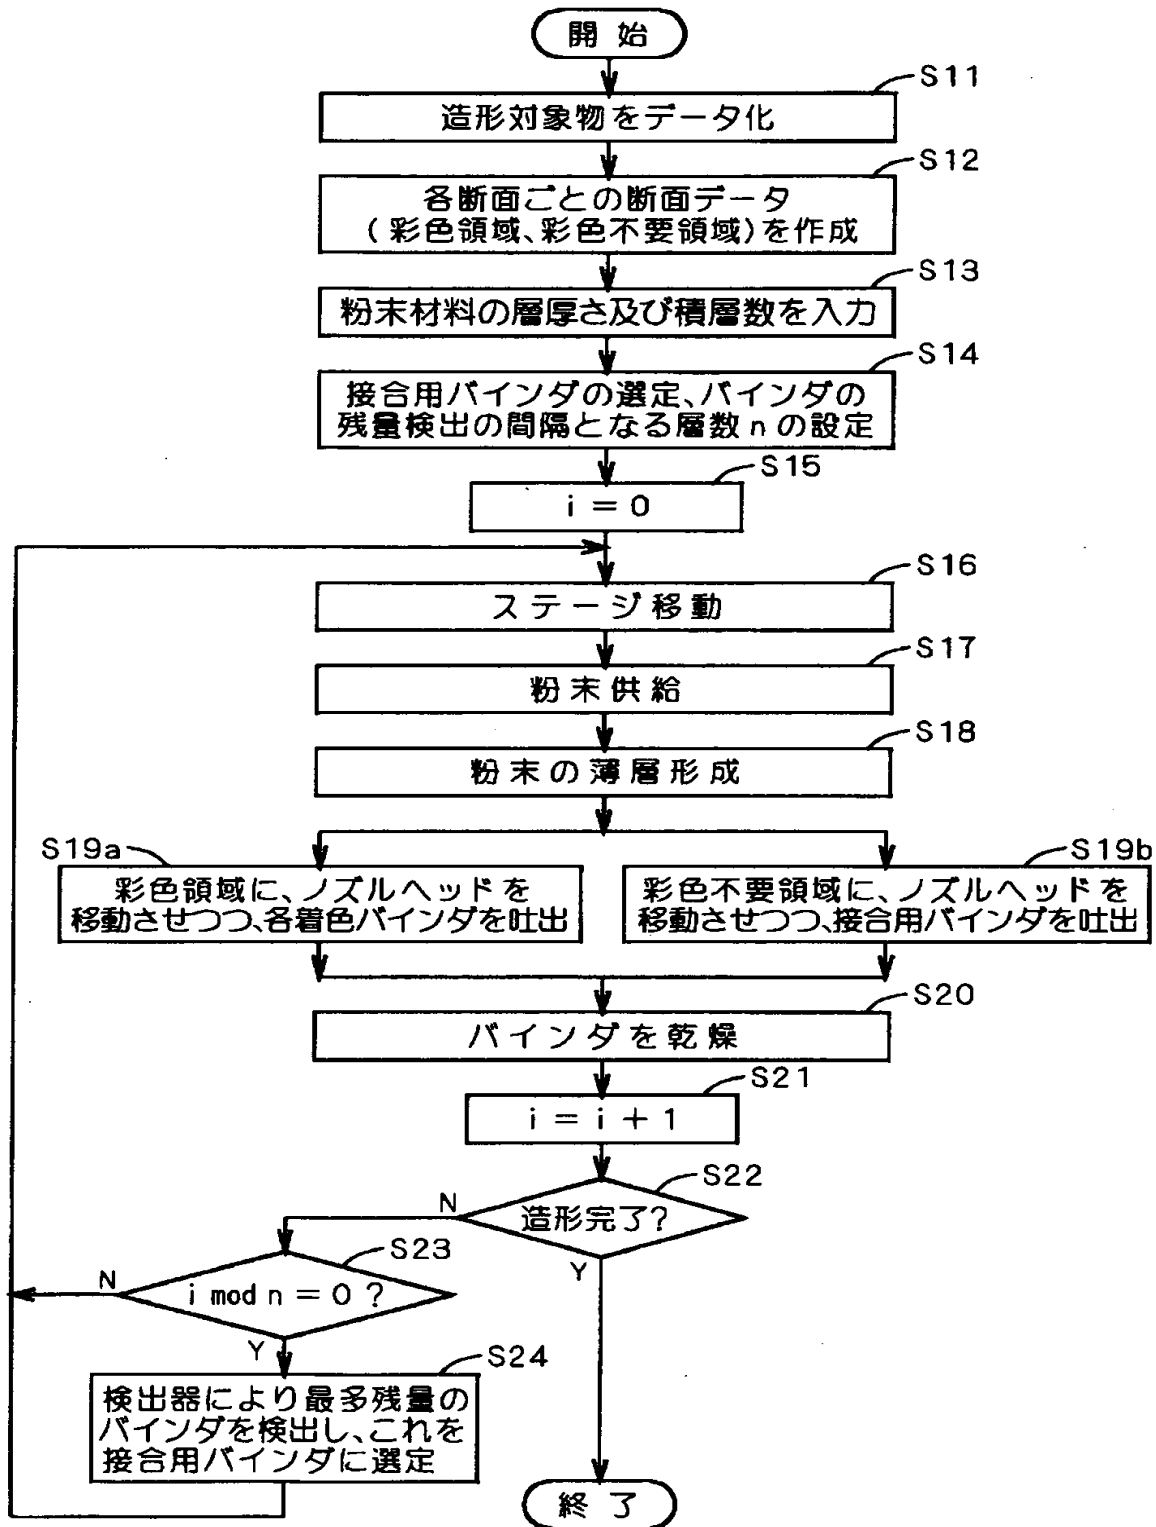 開始
S11
造形対象物をデータ化
S12
各断面ごとの断面データ
(彩色領域、彩色不要領域)を作成
S13
粉末材料の層厚さ及び積層数を入力
S14
接合用バインダの選定、バインダの
残量検出の間隔となる層数nの設定
S15
i=0
S16
ステージ移動
S17
粉末供給
S18
粉末の薄層形成
S19a
彩色領域に、ノズルヘッドを
移動させつつ、各着色バインダを吐出
S19b
彩色不要領域に、ノズルヘッドを
移動させつつ、接合用バインダを吐出
S20
バインダを乾燥
S21
i=i+1
S22
造形完了?
N
Y
S23
i mod n=0?
N
Y
S24
検出器により最多残量の
バインダを検出し、これを
接合用バインダに選定
終了